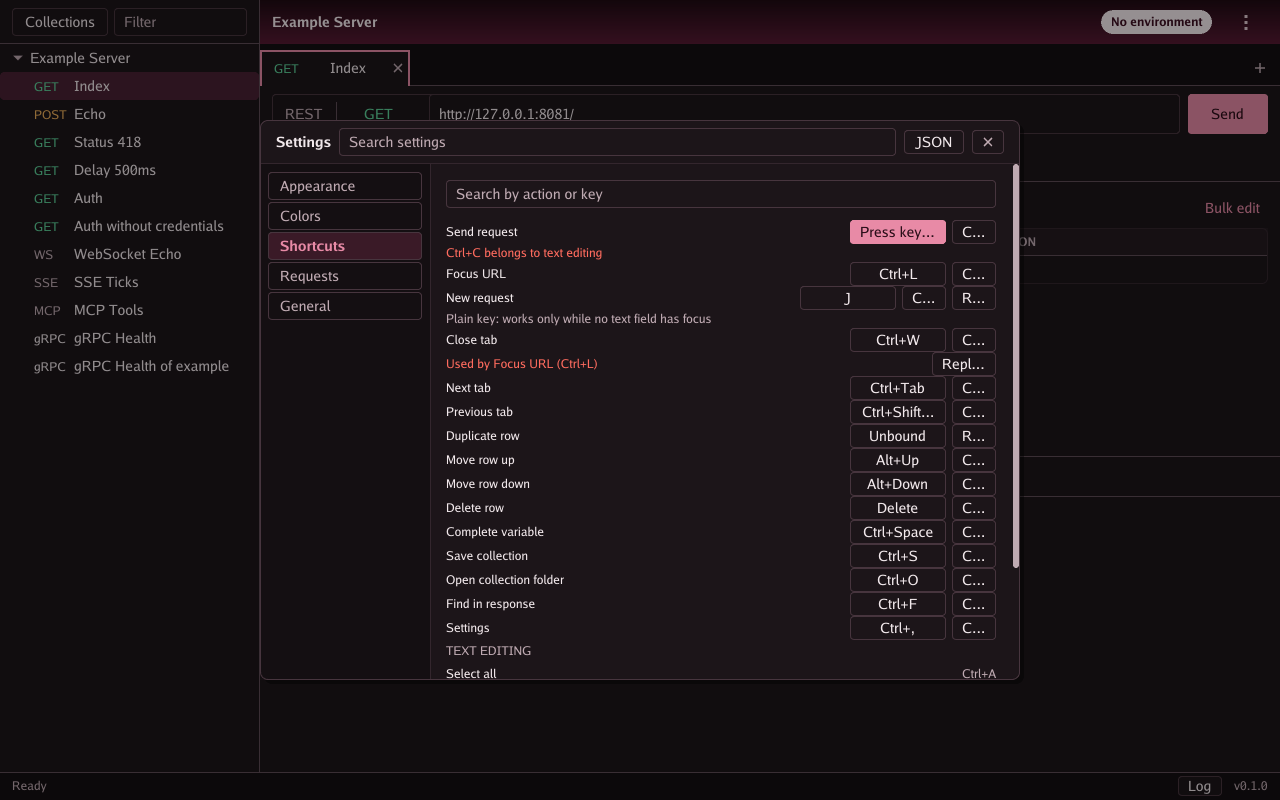 Collections
Filter
Example Server
No environment
Example Server
GET Index
POST Echo
GET Status 418
GET Delay 500ms
GET Auth
GET Auth without credentials
WS WebSocket Echo
SSE SSE Ticks
MCP MCP Tools
gRPC gRPC Health
gRPC gRPC Health of example
GET Index
REST GET http://127.0.0.1:8081/
Send
Bulk edit
ON
Settings
Search settings
JSON
Appearance
Colors
Shortcuts
Requests
General
Search by action or key
Send request Press key... C...
Ctrl+C belongs to text editing
Focus URL Ctrl+L C...
New request J C... R...
Plain key: works only while no text field has focus
Close tab Ctrl+W C...
Used by Focus URL (Ctrl+L) Repl...
Next tab Ctrl+Tab C...
Previous tab Ctrl+Shift... C...
Duplicate row Unbound R...
Move row up Alt+Up C...
Move row down Alt+Down C...
Delete row Delete C...
Complete variable Ctrl+Space C...
Save collection Ctrl+S C...
Open collection folder Ctrl+O C...
Find in response Ctrl+F C...
Settings Ctrl+, C...
TEXT EDITING
Select all Ctrl+A
Ready
Log
v0.1.0